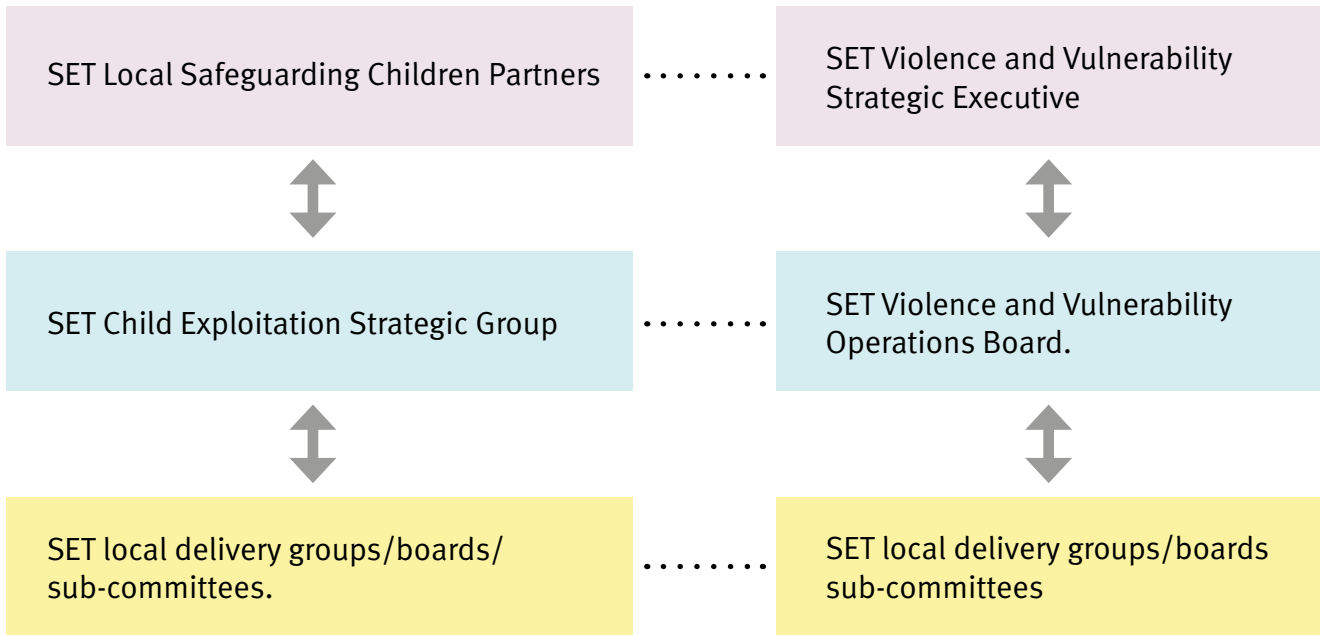 SET Local Safeguarding Children Partners
SET Violence and Vulnerability
Strategic Executive
SET Child Exploitation Strategic Group
SET Violence and Vulnerability
Operations Board.
SET local delivery groups/boards/
sub-committees.
SET local delivery groups/boards
sub-committees